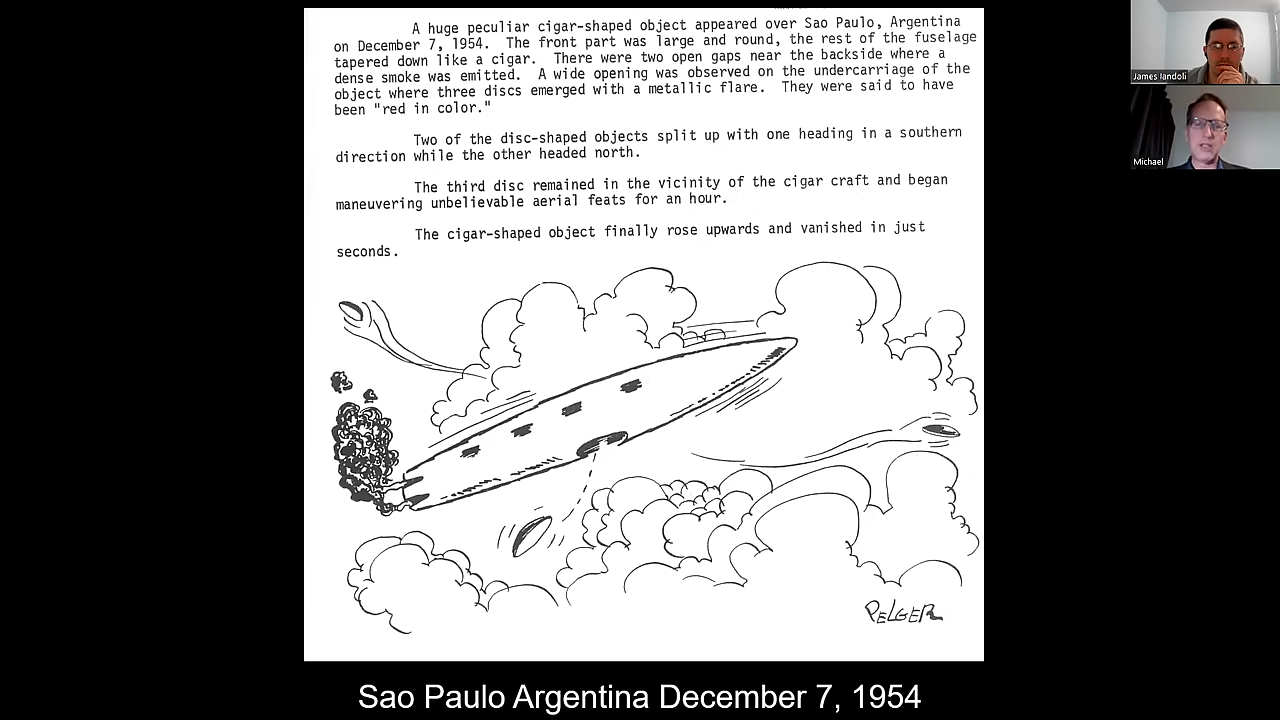 A huge peculiar cigar-shaped object appeared over Sao Paulo, Argentina
on December 7, 1954. The front part was large and round, the rest of the fuselage
tapered down like a cigar. There were two open gaps near the backside where a
dense smoke was emitted. A wide opening was observed on the undercarriage of the
object where three discs emerged with a metallic flare. They were said to have
been "red in color."
Two of the disc-shaped objects split up with one heading in a southern
direction while the other headed north.
The third disc remained in the vicinity of the cigar craft and began
maneuvering unbelievable aerial feats for an hour.
The cigar-shaped object finally rose upwards and vanished in just
seconds.
PELGER
Sao Paulo Argentina December 7, 1954
James Iandoli
Michael